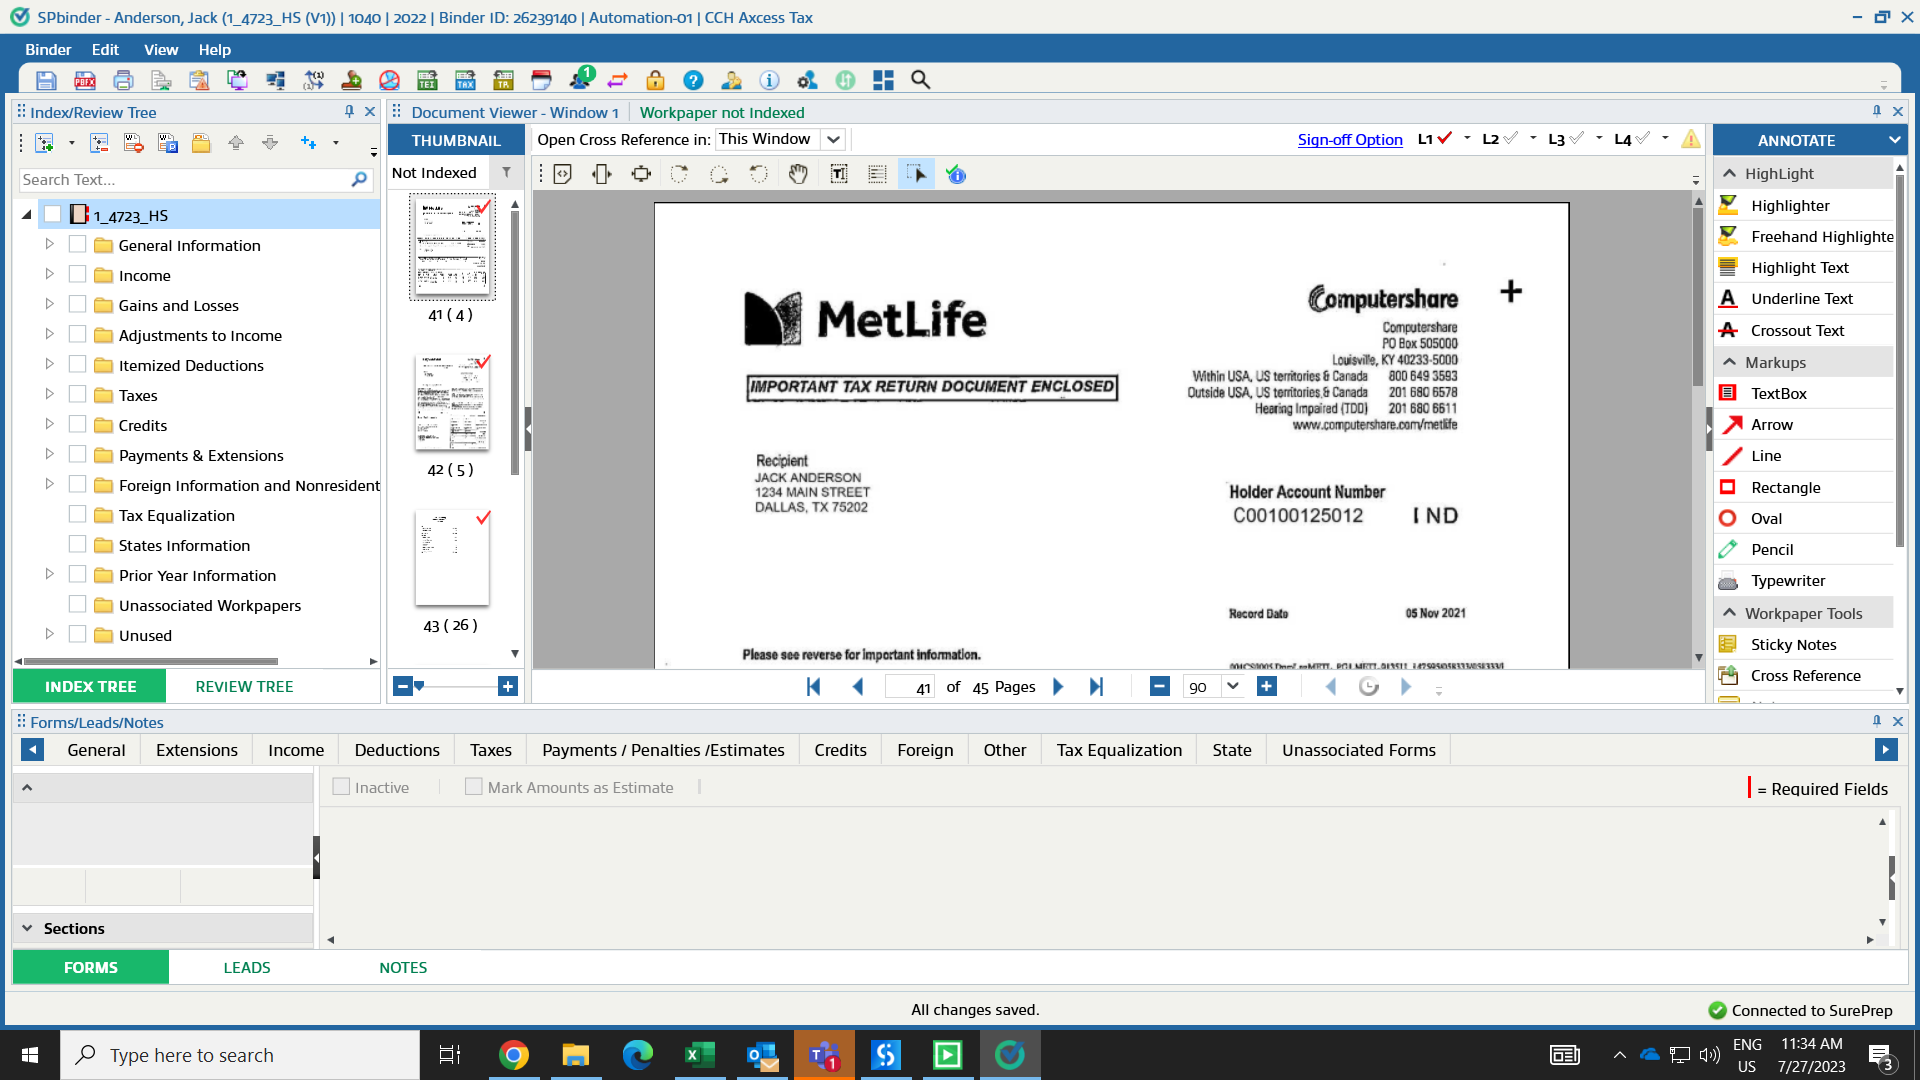 SPbinder - Anderson, Jack (1_4723_HS (V1)) | 1040 | 2022 | Binder ID: 26239140 | Automation-01 | CCH Axcess Tax
Binder Edit View Help
Index/Review Tree
Document Viewer - Window 1
Workpaper not Indexed
THUMBNAIL
Open Cross Reference in: This Window
Sign-off Option
L1 L2 L3 L4
ANNOTATE
Not Indexed
Search Text...
1_4723_HS
General Information
Income
Gains and Losses
Adjustments to Income
Itemized Deductions
Taxes
Credits
Payments & Extensions
Foreign Information and Nonresident
Tax Equalization
States Information
Prior Year Information
Unassociated Workpapers
Unused
INDEX TREE
REVIEW TREE
41 ( 4 )
42 ( 5 )
43 ( 26 )
MetLife
IMPORTANT TAX RETURN DOCUMENT ENCLOSED
Computershare
Computershare
PO Box 505000
Louisville, KY 40233-5000
Within USA, US territories & Canada 800 649 3593
Outside USA, US territories & Canada 201 680 6578
Hearing Impaired (TDD) 201 680 6611
www.computershare.com/metlife
Recipient
JACK ANDERSON
1234 MAIN STREET
DALLAS, TX 75202
Holder Account Number
C00100125012 IND
Record Date 05 Nov 2021
Please see reverse for important information.
41 of 45 Pages
90
HighLight
Highlighter
Freehand Highlighte
Highlight Text
Underline Text
Crossout Text
Markups
TextBox
Arrow
Line
Rectangle
Oval
Pencil
Typewriter
Workpaper Tools
Sticky Notes
Cross Reference
Forms/Leads/Notes
General Extensions Income Deductions Taxes Payments / Penalties /Estimates Credits Foreign Other Tax Equalization State Unassociated Forms
Inactive
Mark Amounts as Estimate
= Required Fields
Sections
FORMS
LEADS
NOTES
All changes saved.
Connected to SurePrep
Type here to search
ENG
US
11:34 AM
7/27/2023
3